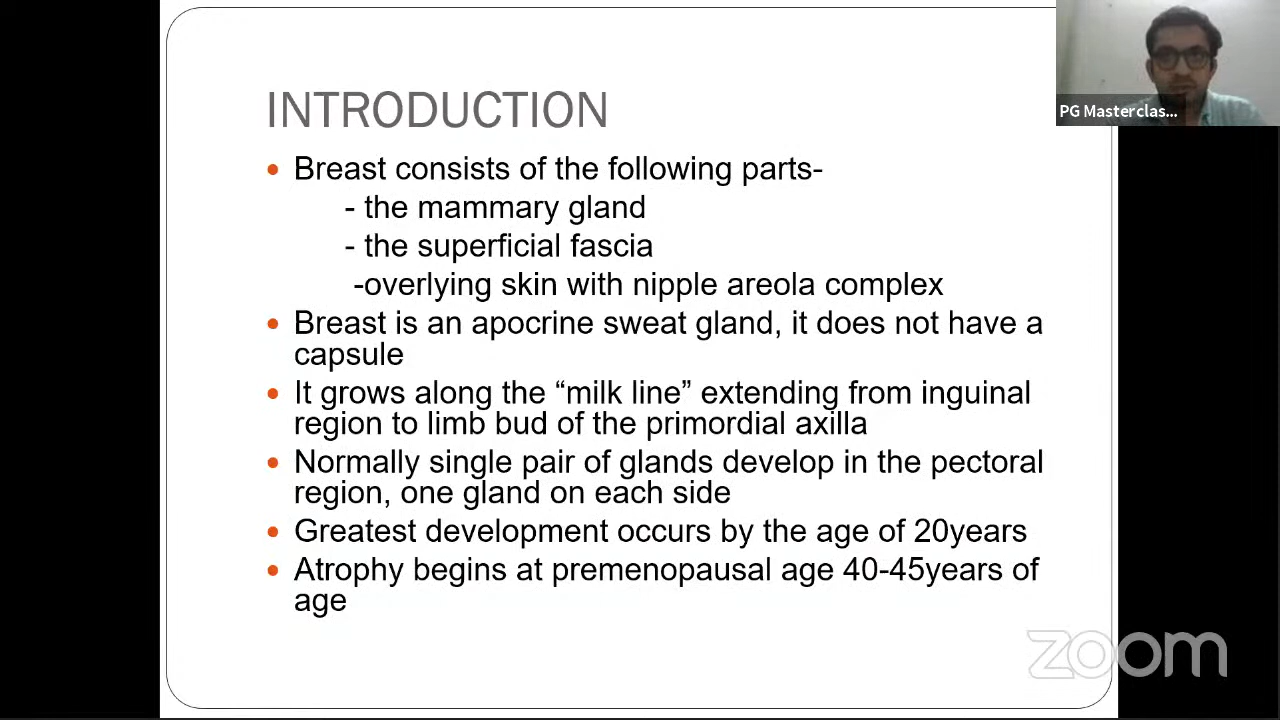 INTRODUCTION
PG Masterclas...
• Breast consists of the following parts-
- the mammary gland
- the superficial fascia
-overlying skin with nipple areola complex
• Breast is an apocrine sweat gland, it does not have a
capsule
• It grows along the “milk line” extending from inguinal
region to limb bud of the primordial axilla
• Normally single pair of glands develop in the pectoral
region, one gland on each side
• Greatest development occurs by the age of 20years
• Atrophy begins at premenopausal age 40-45years of
age
zoom